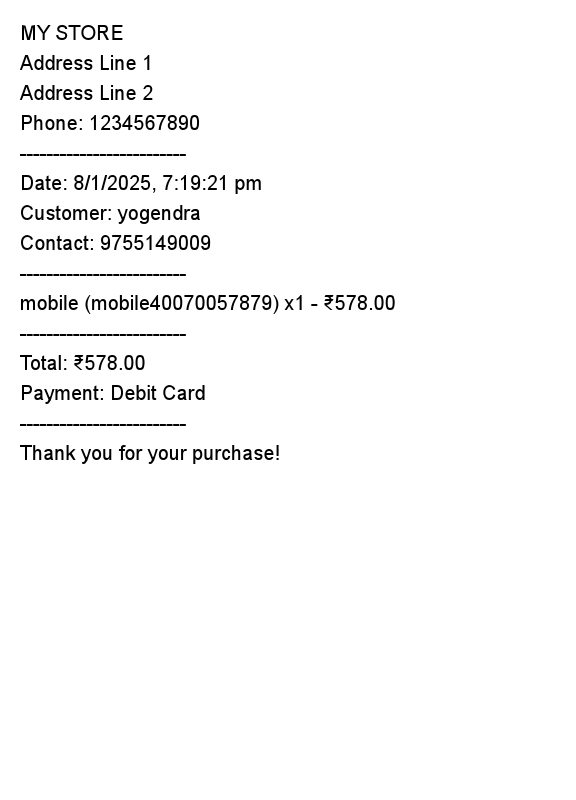 MY STORE
Address Line 1
Address Line 2
Phone: 1234567890
-------------------------
Date: 8/1/2025, 7:19:21 pm
Customer: yogendra
Contact: 9755149009
-------------------------
mobile (mobile40070057879) x1 - ₹578.00
-------------------------
Total: ₹578.00
Payment: Debit Card
-------------------------
Thank you for your purchase!